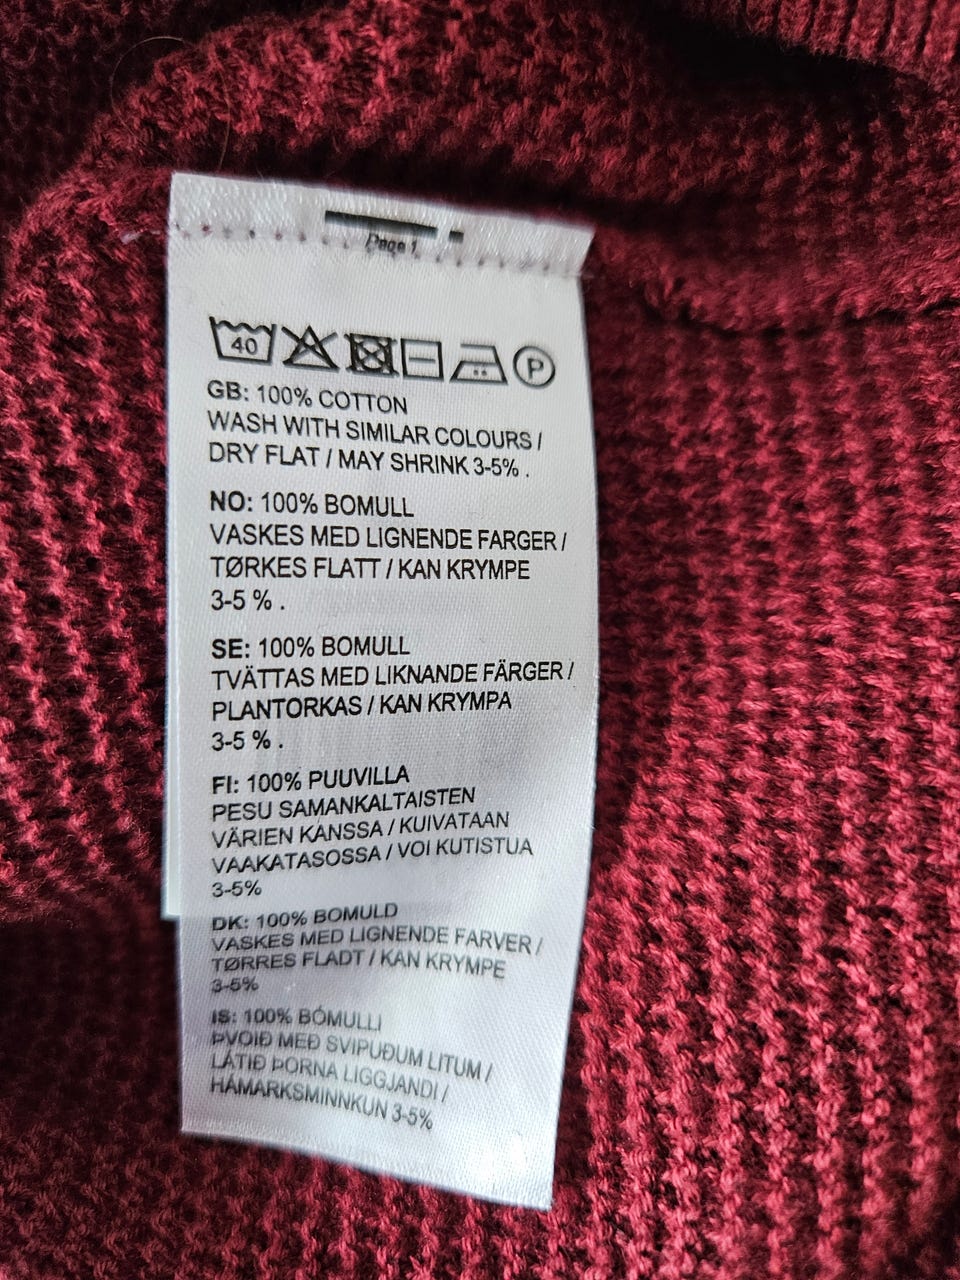 Page 1
40
P
GB: 100% COTTON
WASH WITH SIMILAR COLOURS /
DRY FLAT / MAY SHRINK 3-5% .
NO: 100% BOMULL
VASKES MED LIGNENDE FARGER /
TØRKES FLATT / KAN KRYMPE
3-5 % .
SE: 100% BOMULL
TVÄTTAS MED LIKNANDE FÄRGER /
PLANTORKAS / KAN KRYMPA
3-5 % .
FI: 100% PUUVILLA
PESU SAMANKALTAISTEN
VÄRIEN KANSSA / KUIVATAAN
VAAKATASOSSA / VOI KUTISTUA
3-5%
DK: 100% BOMULD
VASKES MED LIGNENDE FARVER /
TØRRES FLADT / KAN KRYMPE
3-5%
IS: 100% BÓMULLI
ÞVOIÐ MEÐ SVIPUÐUM LITUM /
LÁTIÐ ÞORNA LIGGJANDI /
HÁMARKSMINNKUN 3-5%